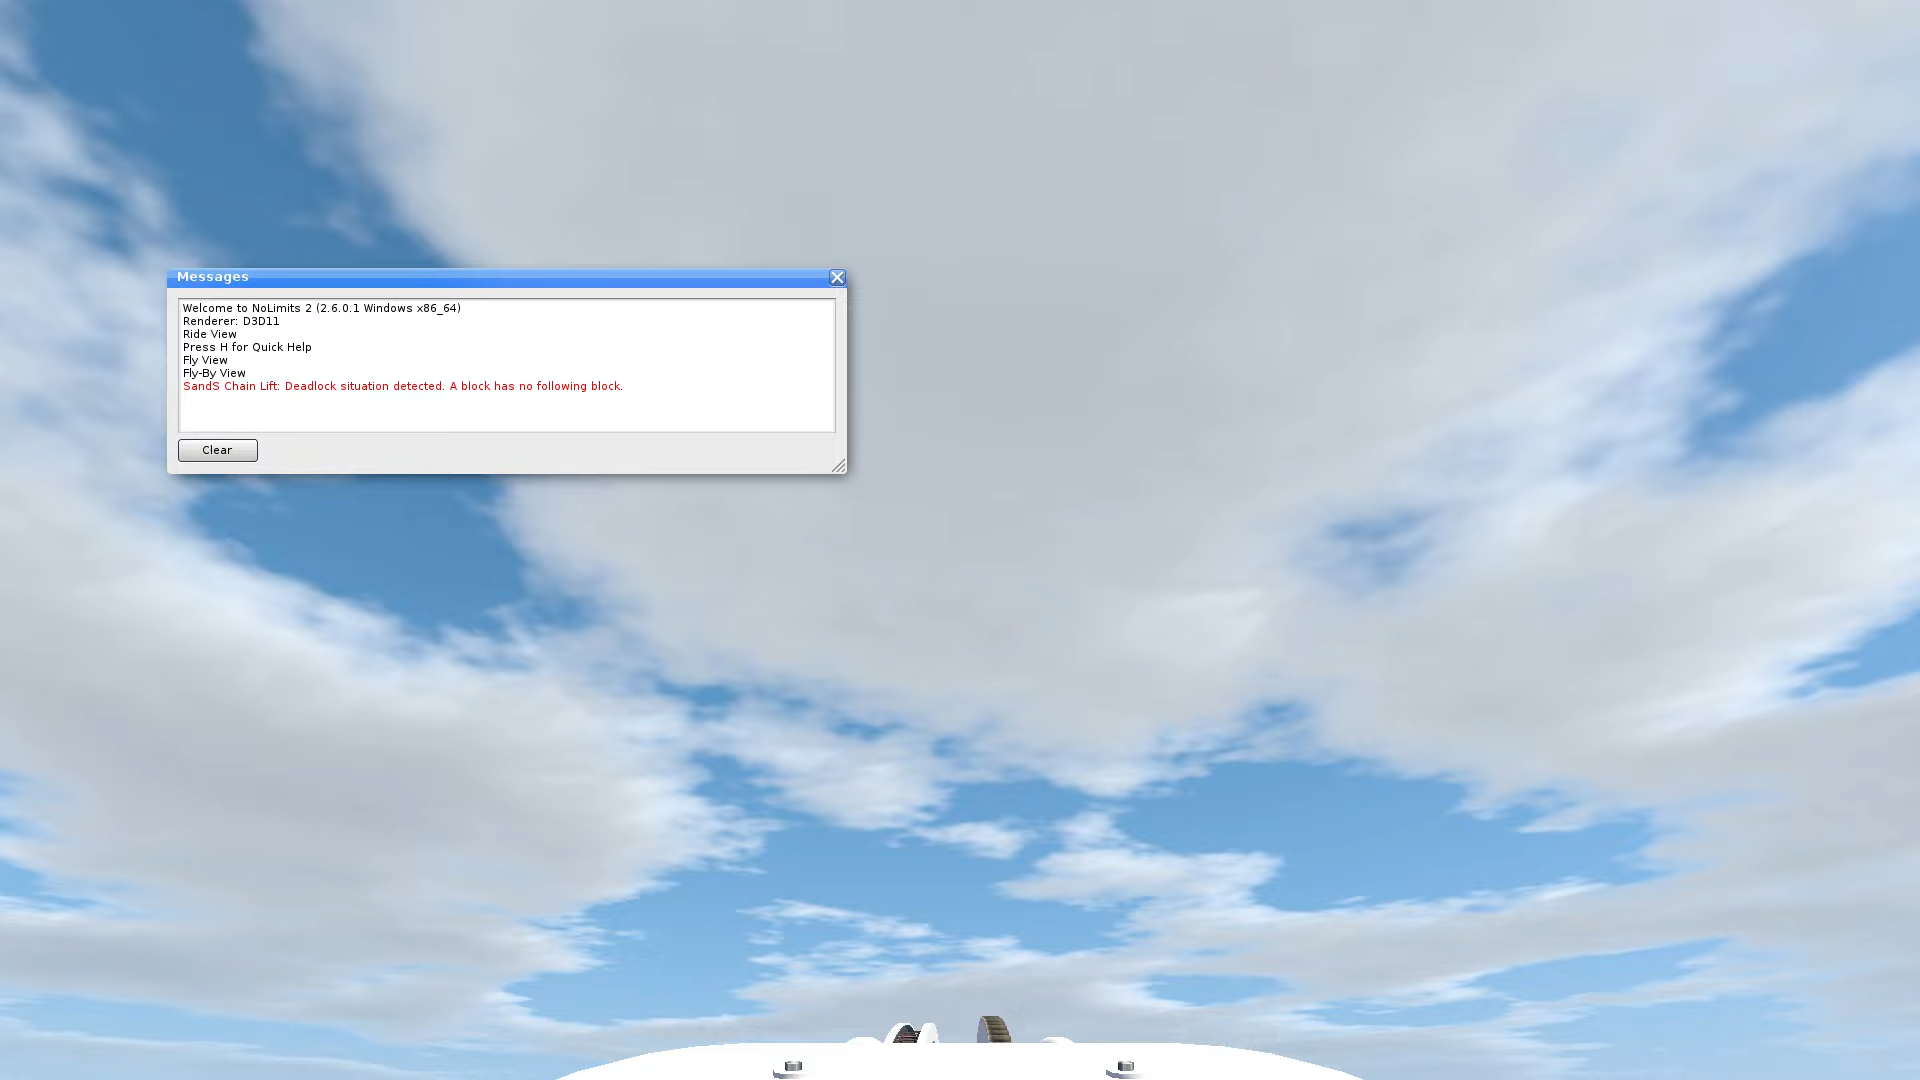 Messages
Welcome to NoLimits 2 (2.6.0.1 Windows x86_64)
Renderer: D3D11
Ride View
Press H for Quick Help
Fly View
Fly-By View
SandS Chain Lift: Deadlock situation detected. A block has no following block.
Clear